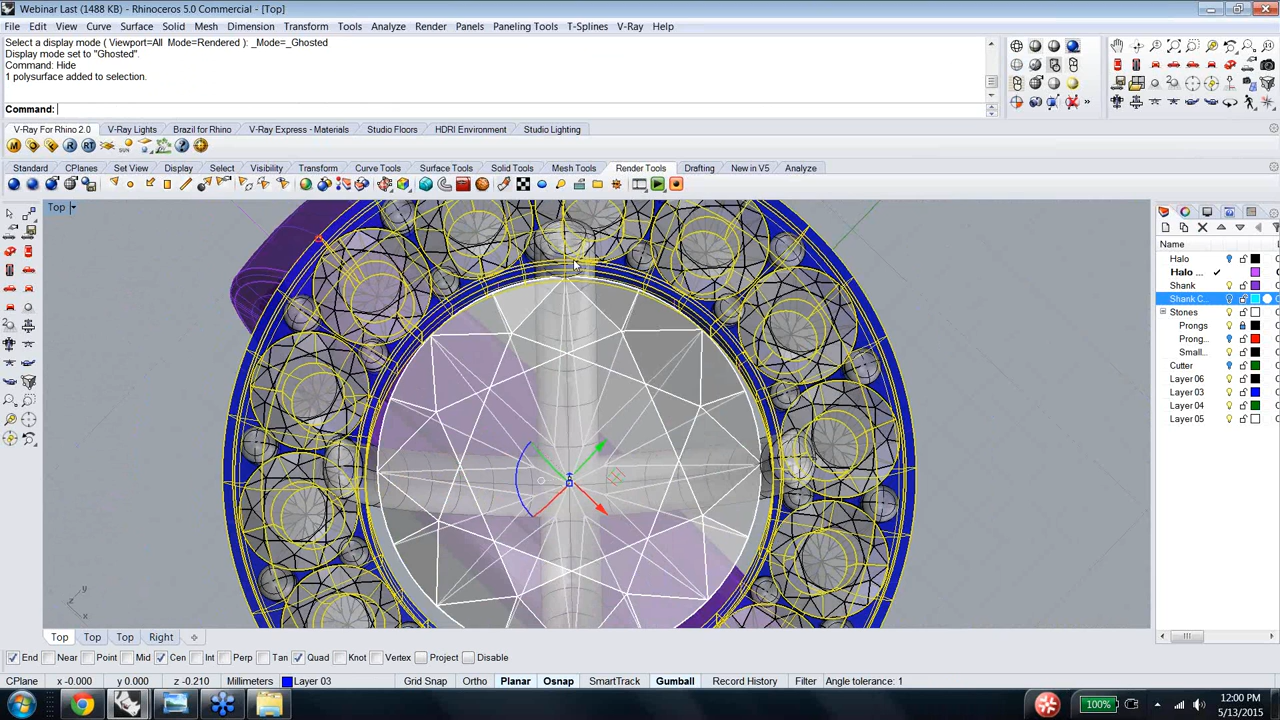 Webinar Last (1488 KB) - Rhinoceros 5.0 Commercial - [Top]
File Edit View Curve Surface Solid Mesh Dimension Transform Tools Analyze Render Panels Paneling Tools T-Splines V-Ray Help
Select a display mode ( Viewport=All Mode=Rendered ): _Mode=_Ghosted
Display mode set to "Ghosted".
Command: Hide
1 polysurface added to selection.
Command:
V-Ray For Rhino 2.0 V-Ray Lights Brazil for Rhino V-Ray Express - Materials Studio Floors HDRI Environment Studio Lighting
Standard CPlanes Set View Display Select Visibility Transform Curve Tools Surface Tools Solid Tools Mesh Tools Render Tools Drafting New in V5 Analyze
Top
Name
Halo
Halo ...
Shank
Shank C...
Stones
Prongs
Prong...
Small...
Cutter
Layer 06
Layer 03
Layer 04
Layer 05
y
x
Top Top Top Right
End Near Point Mid Cen Int Perp Tan Quad Knot Vertex Project Disable
CPlane x -0.000 y 0.000 z -0.210 Millimeters Layer 03 Grid Snap Ortho Planar Osnap SmartTrack Gumball Record History Filter Angle tolerance: 1
100%
12:00 PM
5/13/2015